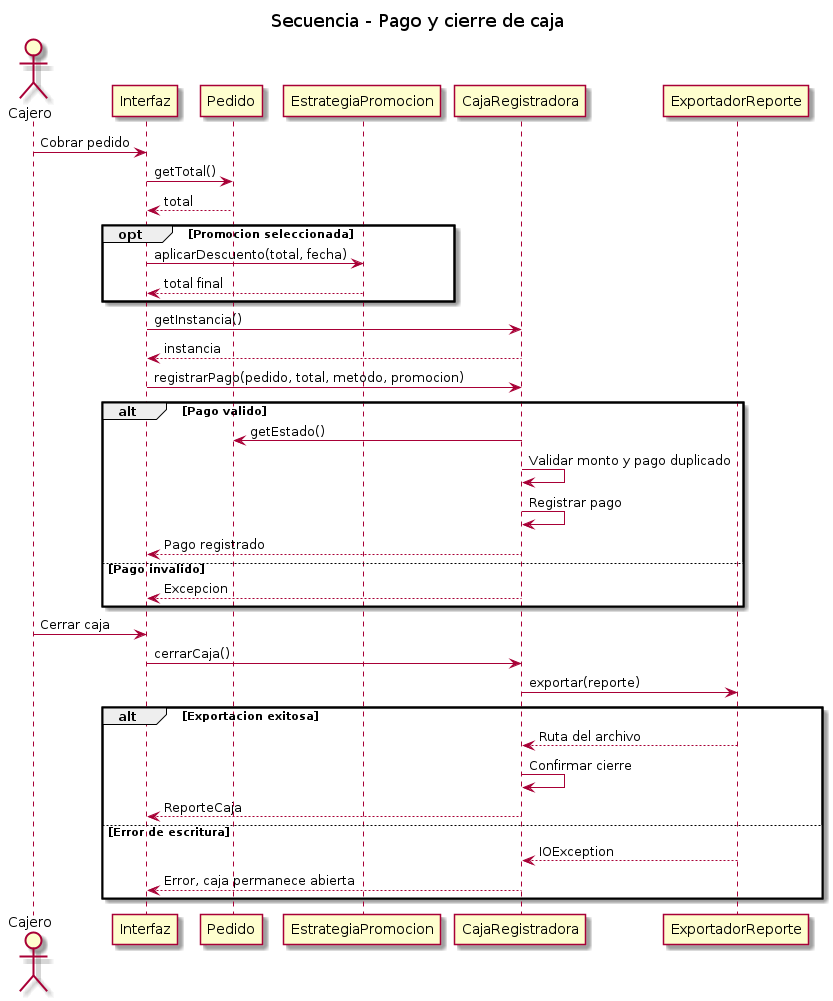 Secuencia - Pago y cierre de caja
Cajero
Interfaz
Pedido
EstrategiaPromocion
CajaRegistradora
ExportadorReporte
Cobrar pedido
getTotal()
total
opt
[Promocion seleccionada]
aplicarDescuento(total, fecha)
total final
getInstancia()
instancia
registrarPago(pedido, total, metodo, promocion)
alt
[Pago valido]
getEstado()
Validar monto y pago duplicado
Registrar pago
Pago registrado
[Pago invalido]
Excepcion
Cerrar caja
cerrarCaja()
exportar(reporte)
alt
[Exportacion exitosa]
Ruta del archivo
Confirmar cierre
ReporteCaja
[Error de escritura]
IOException
Error, caja permanece abierta
Cajero
Interfaz
Pedido
EstrategiaPromocion
CajaRegistradora
ExportadorReporte